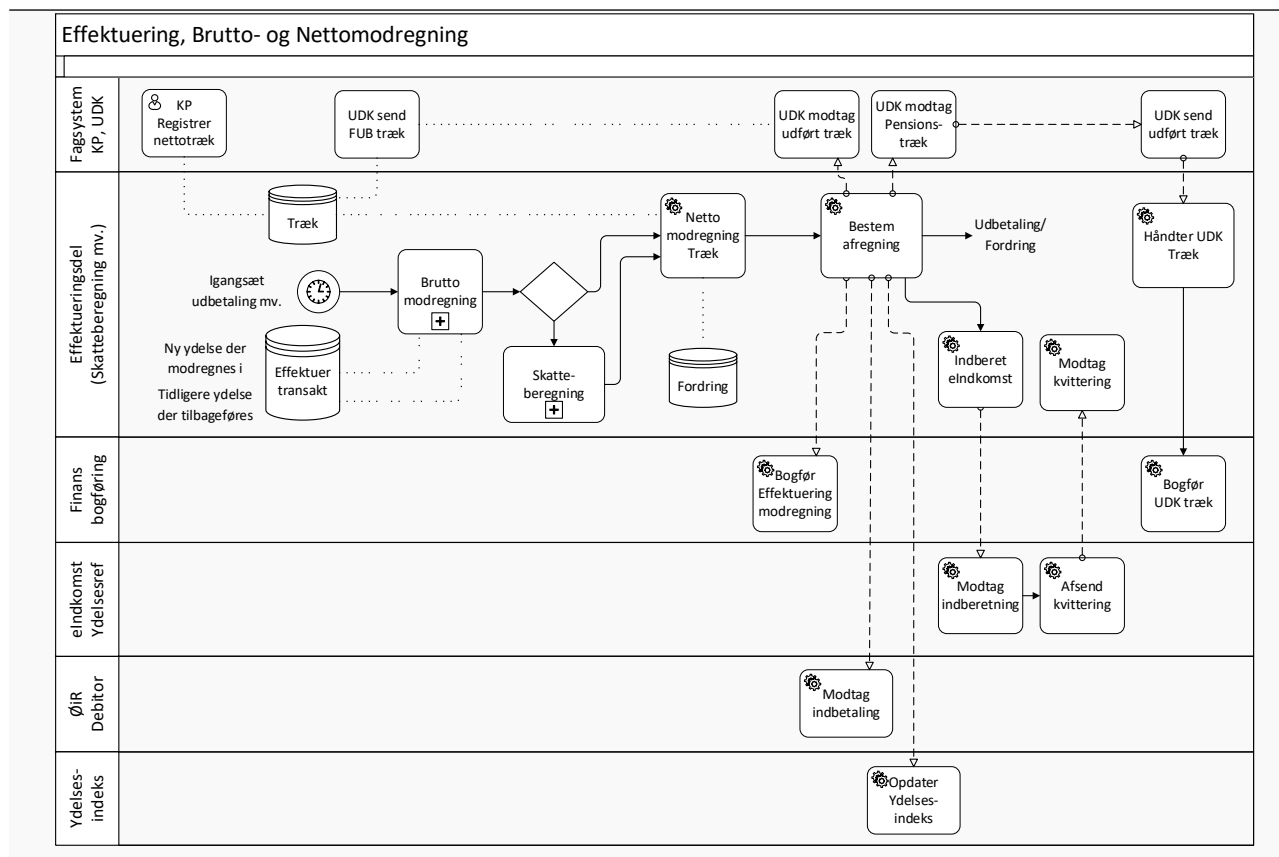 Effektuering, Brutto- og Nettomodregning
Fagsystem
KP, UDK
KP
Registrer
nettotræk
UDK send
FUB træk
UDK modtag
udført træk
UDK modtag
Pensions-
træk
UDK send
udført træk
Effektueringsdel
(Skatteberegning mv.)
Træk
Netto
modregning
Træk
Bestem
afregning
Udbetaling/
Fordring
Håndter UDK
Træk
Igangsæt
udbetaling mv.
Brutto
modregning
Ny ydelse der
modregnes i
Tidligere ydelse
der tilbageføres
Effektuer
transakt
Skatte-
beregning
Fordring
Indberet
eIndkomst
Modtag
kvittering
Finans
bogføring
Bogfør
Effektuering
modregning
Bogfør
UDK træk
eIndkomst
Ydelsesref
Modtag
indberetning
Afsend
kvittering
ØiR
Debitor
Modtag
indbetaling
Ydelses-
indeks
Opdater
Ydelses-
indeks